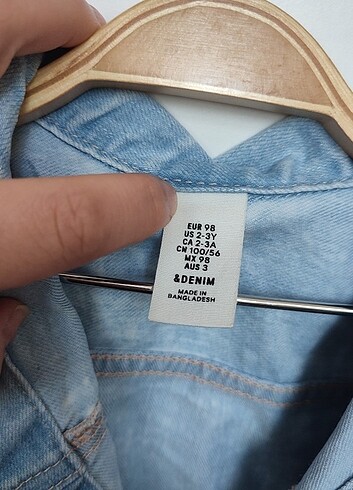 EUR 98
US 2-3Y
CA 2-3A
CN 100/56
MX 98
AUS 3
&DENIM
MADE IN
BANGLADESH